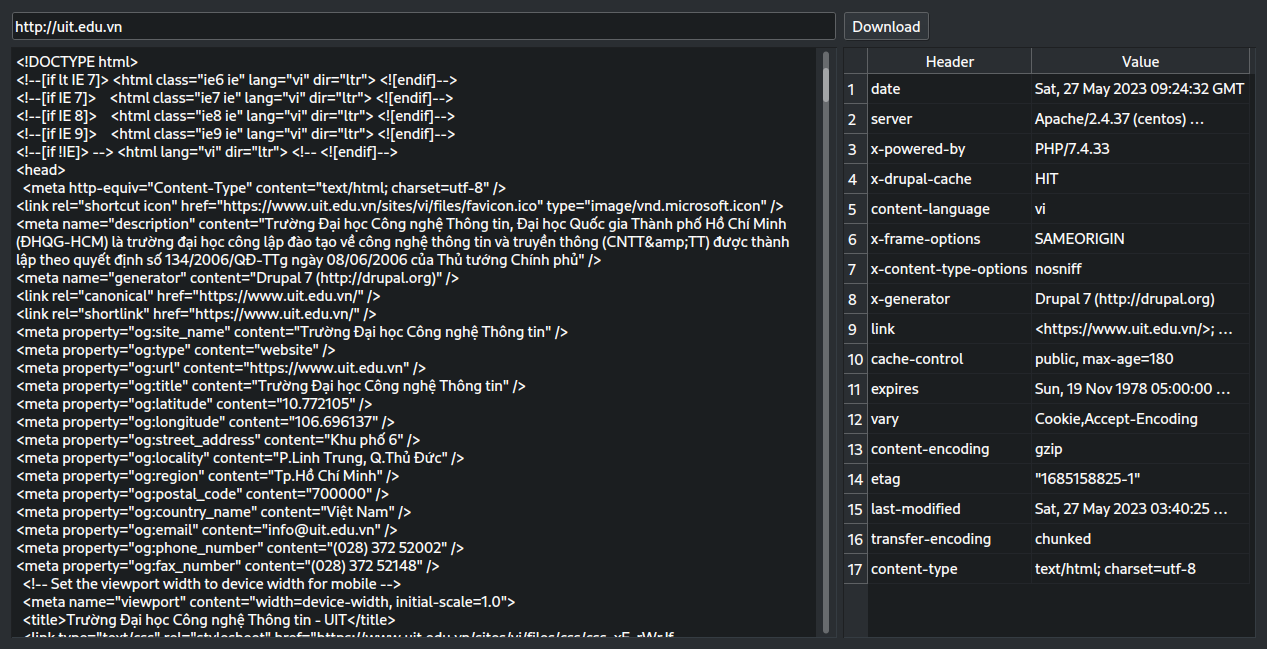 http://uit.edu.vn
Download
<!DOCTYPE html>
<!--[if lt IE 7]> <html class="ie6 ie" lang="vi" dir="ltr"> <![endif]-->
<!--[if IE 7]>    <html class="ie7 ie" lang="vi" dir="ltr"> <![endif]-->
<!--[if IE 8]>    <html class="ie8 ie" lang="vi" dir="ltr"> <![endif]-->
<!--[if IE 9]>    <html class="ie9 ie" lang="vi" dir="ltr"> <![endif]-->
<!--[if !IE]> --> <html lang="vi" dir="ltr"> <!-- <![endif]-->
<head>
  <meta http-equiv="Content-Type" content="text/html; charset=utf-8" />
<link rel="shortcut icon" href="https://www.uit.edu.vn/sites/vi/files/favicon.ico" type="image/vnd.microsoft.icon" />
<meta name="description" content="Trường Đại học Công nghệ Thông tin, Đại học Quốc gia Thành phố Hồ Chí Minh
(ĐHQG-HCM) là trường đại học công lập đào tạo về công nghệ thông tin và truyền thông (CNTT&amp;TT) được thành
lập theo quyết định số 134/2006/QĐ-TTg ngày 08/06/2006 của Thủ tướng Chính phủ" />
<meta name="generator" content="Drupal 7 (http://drupal.org)" />
<link rel="canonical" href="https://www.uit.edu.vn/" />
<link rel="shortlink" href="https://www.uit.edu.vn/" />
<meta property="og:site_name" content="Trường Đại học Công nghệ Thông tin" />
<meta property="og:type" content="website" />
<meta property="og:url" content="https://www.uit.edu.vn" />
<meta property="og:title" content="Trường Đại học Công nghệ Thông tin" />
<meta property="og:latitude" content="10.772105" />
<meta property="og:longitude" content="106.696137" />
<meta property="og:street_address" content="Khu phố 6" />
<meta property="og:locality" content="P.Linh Trung, Q.Thủ Đức" />
<meta property="og:region" content="Tp.Hồ Chí Minh" />
<meta property="og:postal_code" content="700000" />
<meta property="og:country_name" content="Việt Nam" />
<meta property="og:email" content="info@uit.edu.vn" />
<meta property="og:phone_number" content="(028) 372 52002" />
<meta property="og:fax_number" content="(028) 372 52148" />
  <!-- Set the viewport width to device width for mobile -->
  <meta name="viewport" content="width=device-width, initial-scale=1.0">
  <title>Trường Đại học Công nghệ Thông tin - UIT</title>
  <link type="text/css" rel="stylesheet" href="https://www.uit.edu.vn/sites/vi/files/css/css
Header Value
1 date Sat, 27 May 2023 09:24:32 GMT
2 server Apache/2.4.37 (centos) ...
3 x-powered-by PHP/7.4.33
4 x-drupal-cache HIT
5 content-language vi
6 x-frame-options SAMEORIGIN
7 x-content-type-options nosniff
8 x-generator Drupal 7 (http://drupal.org)
9 link <https://www.uit.edu.vn/>; ...
10 cache-control public, max-age=180
11 expires Sun, 19 Nov 1978 05:00:00 ...
12 vary Cookie,Accept-Encoding
13 content-encoding gzip
14 etag "1685158825-1"
15 last-modified Sat, 27 May 2023 03:40:25 ...
16 transfer-encoding chunked
17 content-type text/html; charset=utf-8